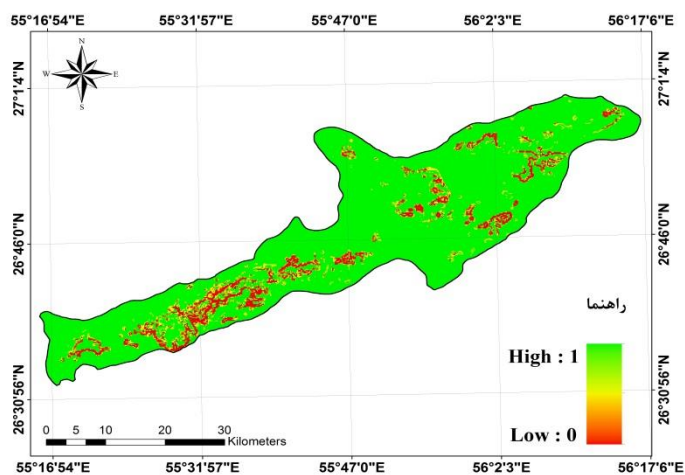 55°16'54"E 55°31'57"E 55°47'0"E 56°2'3"E 56°17'6"E
N
W E
S
27°1'4"N 27°1'4"N
26°46'0"N 26°46'0"N
26°30'56"N 26°30'56"N
راهنما
High : 1
Low : 0
0 5 10 20 30
Kilometers
55°16'54"E 55°31'57"E 55°47'0"E 56°2'3"E 56°17'6"E